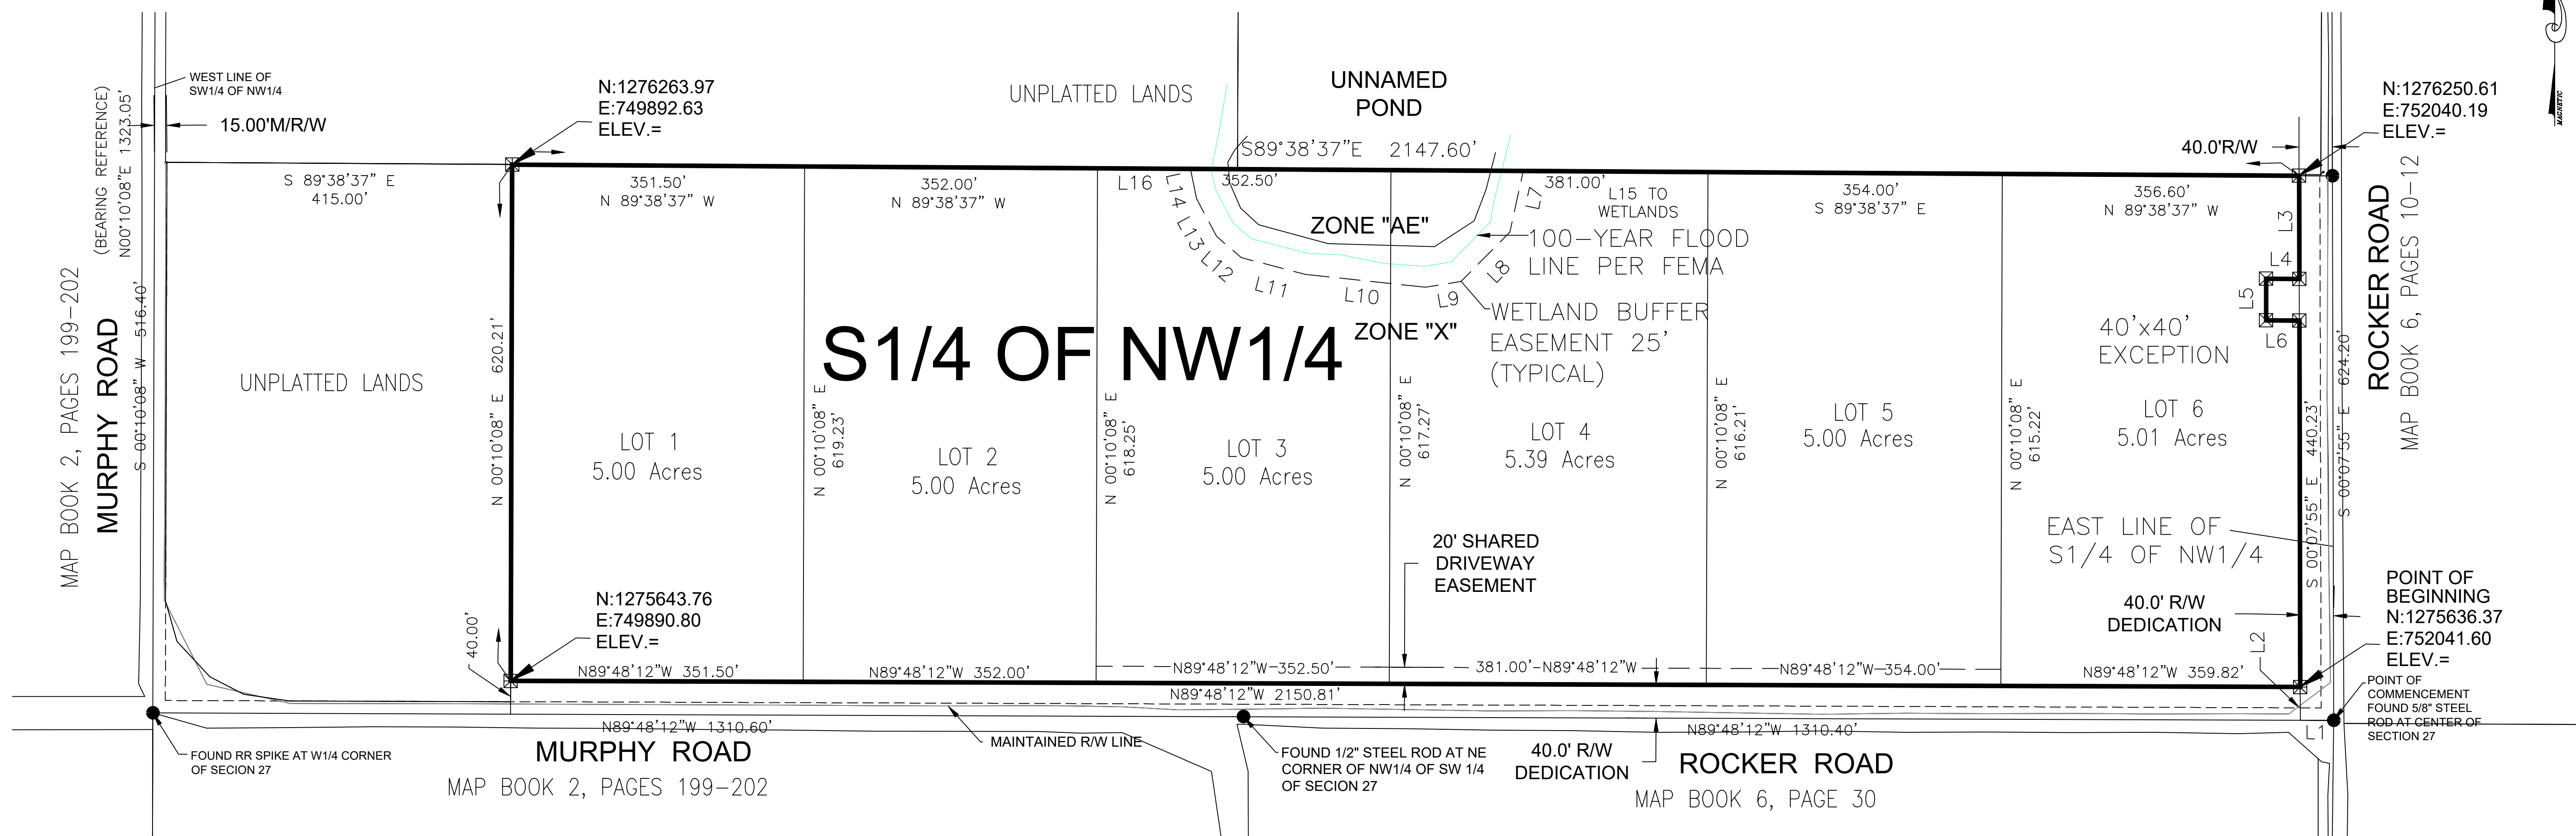 WEST LINE OF
SW1/4 OF NW1/4
15.00'M/R/W
(BEARING REFERENCE)
N00°10'08"E 1323.05'
S 00°10'08" W 516.40'
MURPHY ROAD
MAP BOOK 2, PAGES 199-202
N:1276263.97
E:749892.63
ELEV.=
UNPLATTED LANDS
UNNAMED
POND
S89°38'37"E 2147.60'
N:1276250.61
E:752040.19
ELEV.=
40.0'R/W
MAGNETIC
S 89°38'37" E
415.00'
351.50'
N 89°38'37" W
352.00'
N 89°38'37" W
L16
352.50'
381.00'
L15 TO
WETLANDS
354.00'
S 89°38'37" E
356.60'
N 89°38'37" W
L14
L13
L12
L11
L10
L9
L8
L7
ZONE "AE"
100-YEAR FLOOD
LINE PER FEMA
WETLAND BUFFER
EASEMENT 25'
(TYPICAL)
ZONE "X"
S1/4 OF NW1/4
L3
L4
L5
L6
40'x40'
EXCEPTION
ROCKER ROAD
MAP BOOK 6, PAGES 10-12
UNPLATTED LANDS
N 00°10'08" E 620.21'
LOT 1
5.00 Acres
N 00°10'08" E
619.23'
LOT 2
5.00 Acres
N 00°10'08" E
618.25'
LOT 3
5.00 Acres
N 00°10'08" E
617.27'
LOT 4
5.39 Acres
N 00°10'08" E
616.21'
LOT 5
5.00 Acres
N 00°10'08" E
615.22'
LOT 6
5.01 Acres
S 00°07'55" E 440.23'
S 00°07'55" E 624.20'
EAST LINE OF
S1/4 OF NW1/4
20' SHARED
DRIVEWAY
EASEMENT
N:1275643.76
E:749890.80
ELEV.=
40.00'
40.0' R/W
DEDICATION
L2
POINT OF
BEGINNING
N:1275636.37
E:752041.60
ELEV.=
POINT OF
COMMENCEMENT
FOUND 5/8" STEEL
ROD AT CENTER OF
SECTION 27
N89°48'12"W 351.50'
N89°48'12"W 352.00'
N89°48'12"W 352.50'
381.00' N89°48'12"W
N89°48'12"W 354.00'
N89°48'12"W 359.82'
N89°48'12"W 2150.81'
N89°48'12"W 1310.60'
N89°48'12"W 1310.40'
L1
FOUND RR SPIKE AT W1/4 CORNER
OF SECION 27
MURPHY ROAD
MAP BOOK 2, PAGES 199-202
MAINTAINED R/W LINE
FOUND 1/2" STEEL ROD AT NE
CORNER OF NW1/4 OF SW 1/4
OF SECION 27
40.0' R/W
DEDICATION
ROCKER ROAD
MAP BOOK 6, PAGE 30